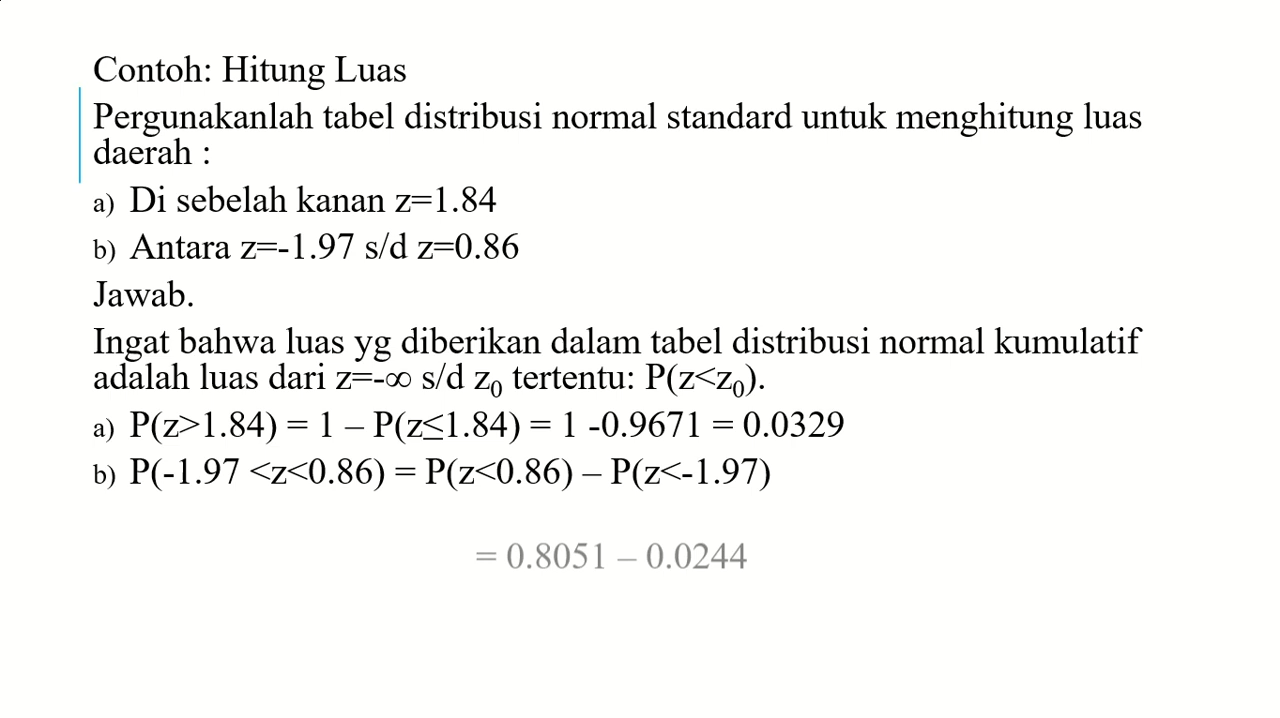 Contoh: Hitung Luas
Pergunakanlah tabel distribusi normal standard untuk menghitung luas
daerah :
a) Di sebelah kanan z=1.84
b) Antara z=-1.97 s/d z=0.86
Jawab.
Ingat bahwa luas yg diberikan dalam tabel distribusi normal kumulatif
adalah luas dari z=-∞ s/d z₀ tertentu: P(z<z₀).
a) P(z>1.84) = 1 – P(z≤1.84) = 1 -0.9671 = 0.0329
b) P(-1.97 <z<0.86) = P(z<0.86) – P(z<-1.97)
= 0.8051 – 0.0244